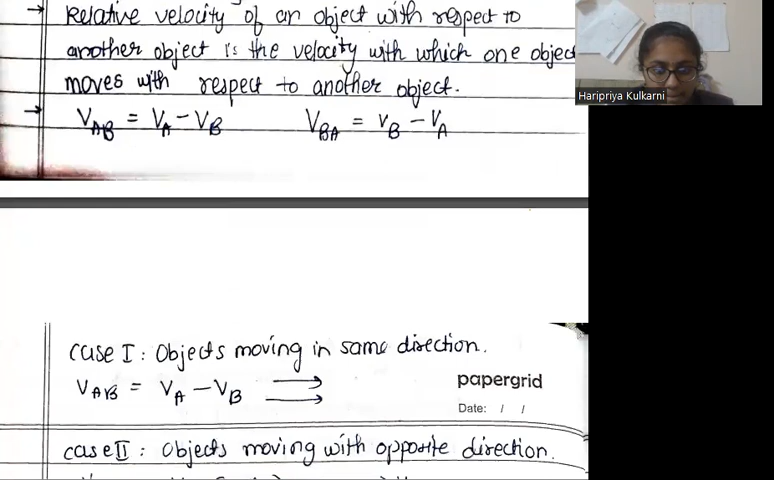 → Relative velocity of an object with respect to
another object is the velocity with which one object
moves with respect to another object.
→ VAB = VA - VB VBA = VB - VA
Haripriya Kulkarni
case I : Objects moving in same direction.
VAB = VA - VB
papergrid
Date: / /
case II : Objects moving with opposite direction.